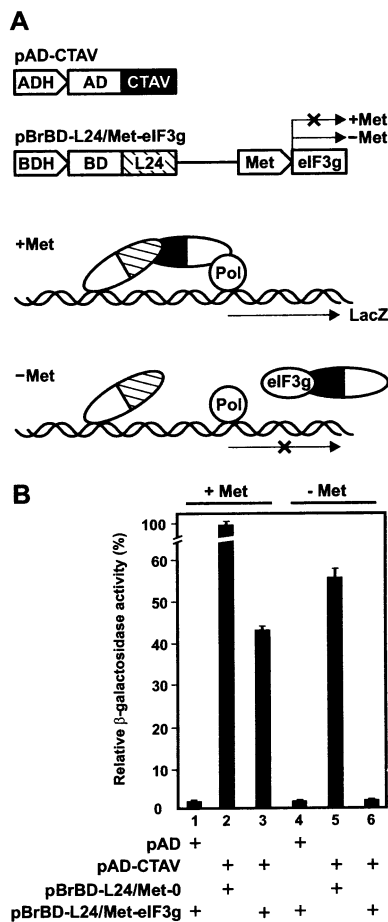 A
pAD-CTAV
ADH AD CTAV
+Met
−Met
pBrBD-L24/Met-eIF3g
BDH BD L24 Met eIF3g
+Met
Pol
LacZ
−Met
eIF3g
Pol
B
+ Met - Met
Relative β-galactosidase activity (%)
100
60
50
40
30
20
10
0
1 2 3 4 5 6
pAD + +
pAD-CTAV + + + +
pBrBD-L24/Met-0 + +
pBrBD-L24/Met-eIF3g + + + +